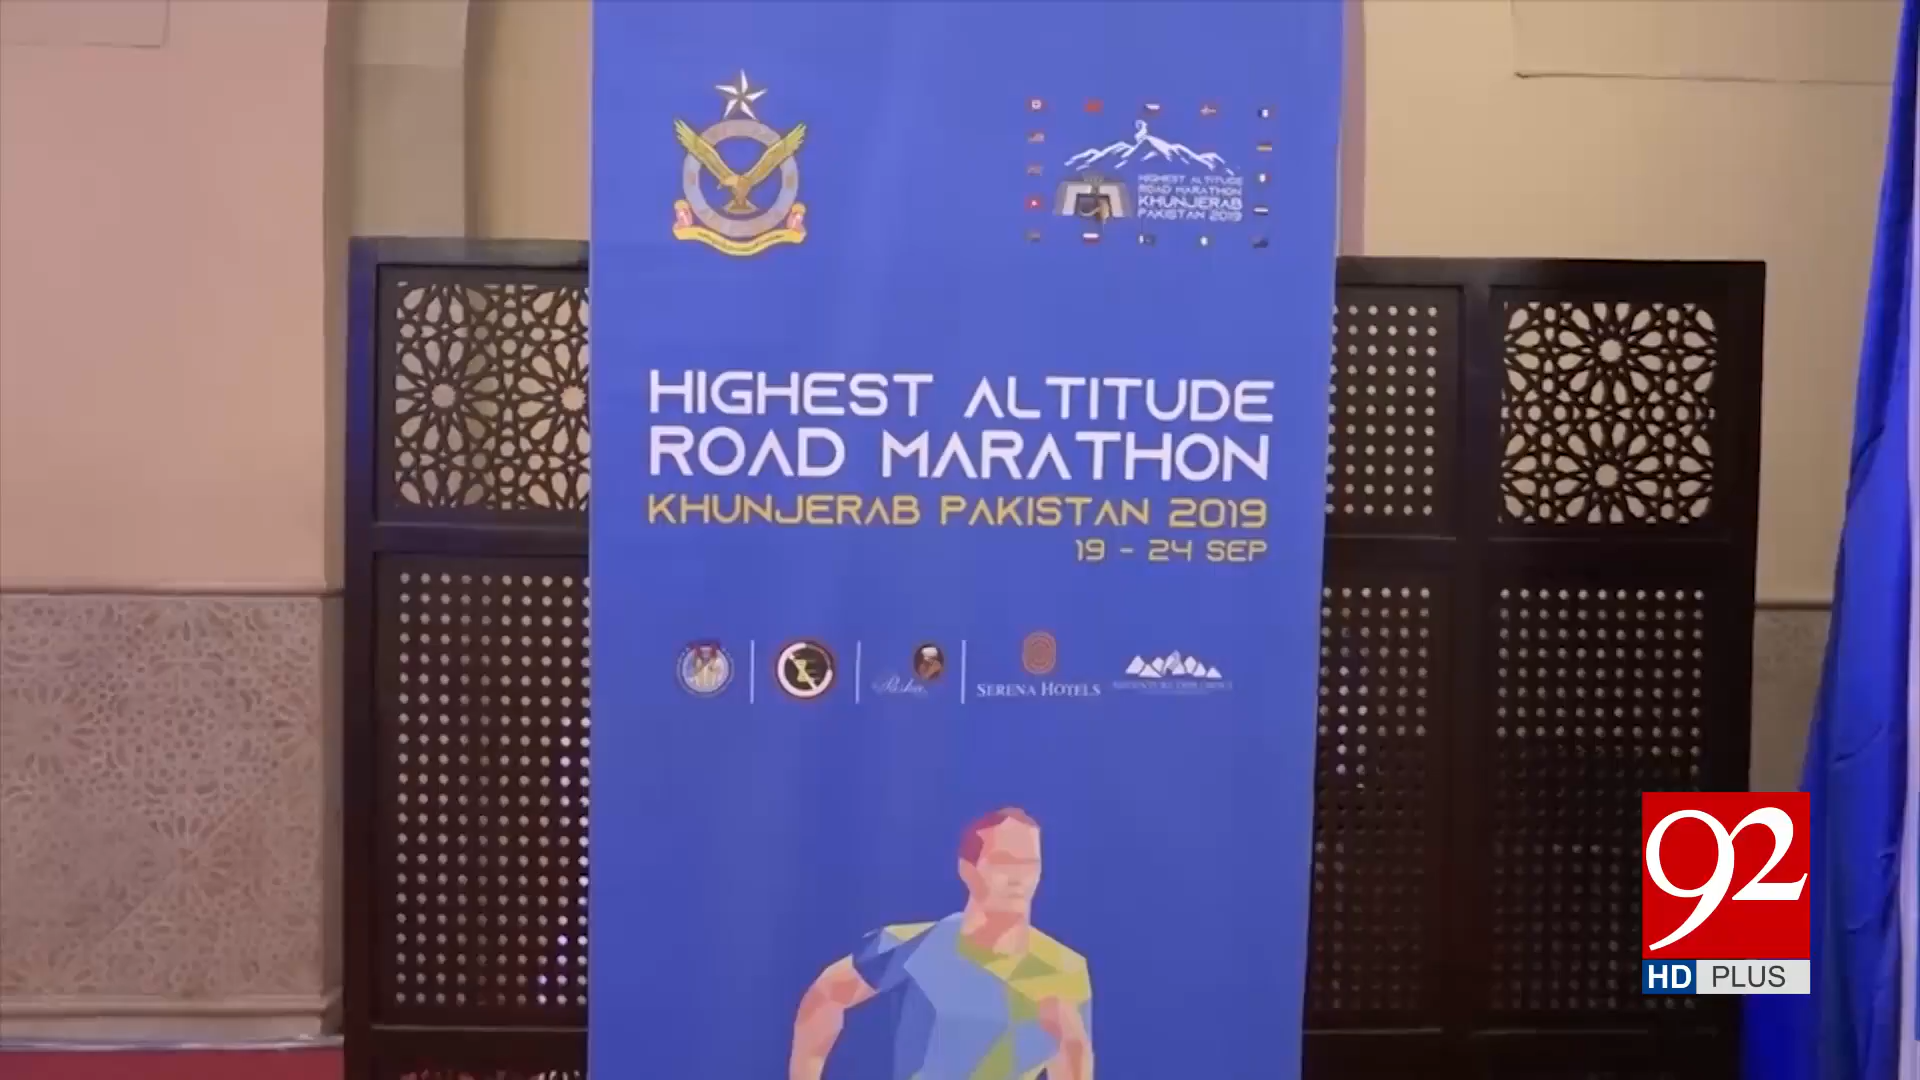 HIGHEST ALTITUDE
ROAD MARATHON
KHUNJERAB
PAKISTAN 2019
HIGHEST ALTITUDE
ROAD MARATHON
KHUNJERAB PAKISTAN 2019
19 - 24 SEP
SERENA HOTELS
92
HD PLUS